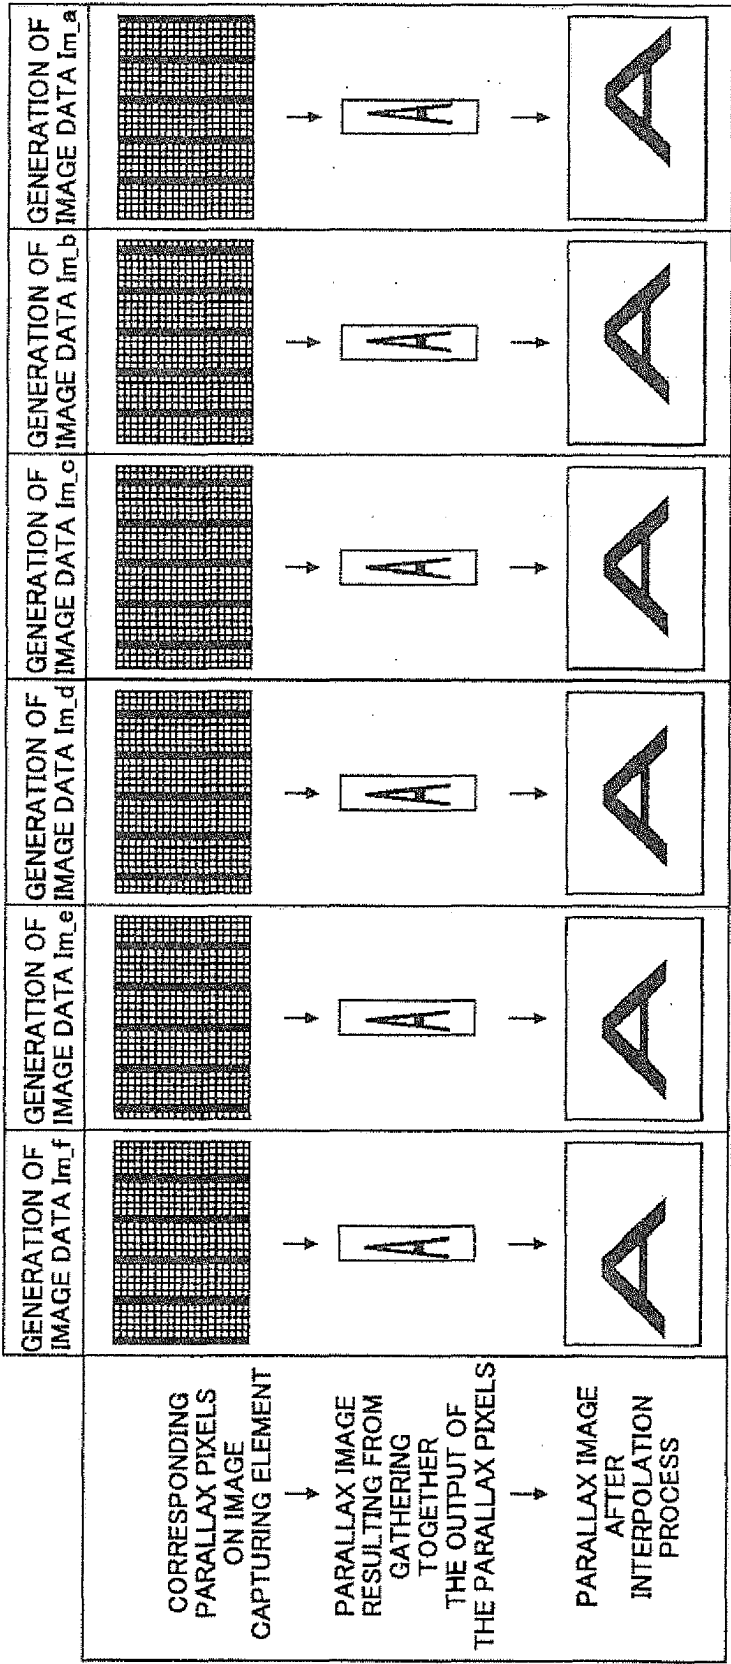 GENERATION OF
IMAGE DATA Im_f
GENERATION OF
IMAGE DATA Im_e
GENERATION OF
IMAGE DATA Im_d
GENERATION OF
IMAGE DATA Im_c
GENERATION OF
IMAGE DATA Im_b
GENERATION OF
IMAGE DATA Im_a
CORRESPONDING
PARALLAX PIXELS
ON IMAGE
CAPTURING ELEMENT
PARALLAX IMAGE
RESULTING FROM
GATHERING
TOGETHER
THE OUTPUT OF
THE PARALLAX PIXELS
A
A
A
A
A
A
PARALLAX IMAGE
AFTER
INTERPOLATION
PROCESS
A
A
A
A
A
A